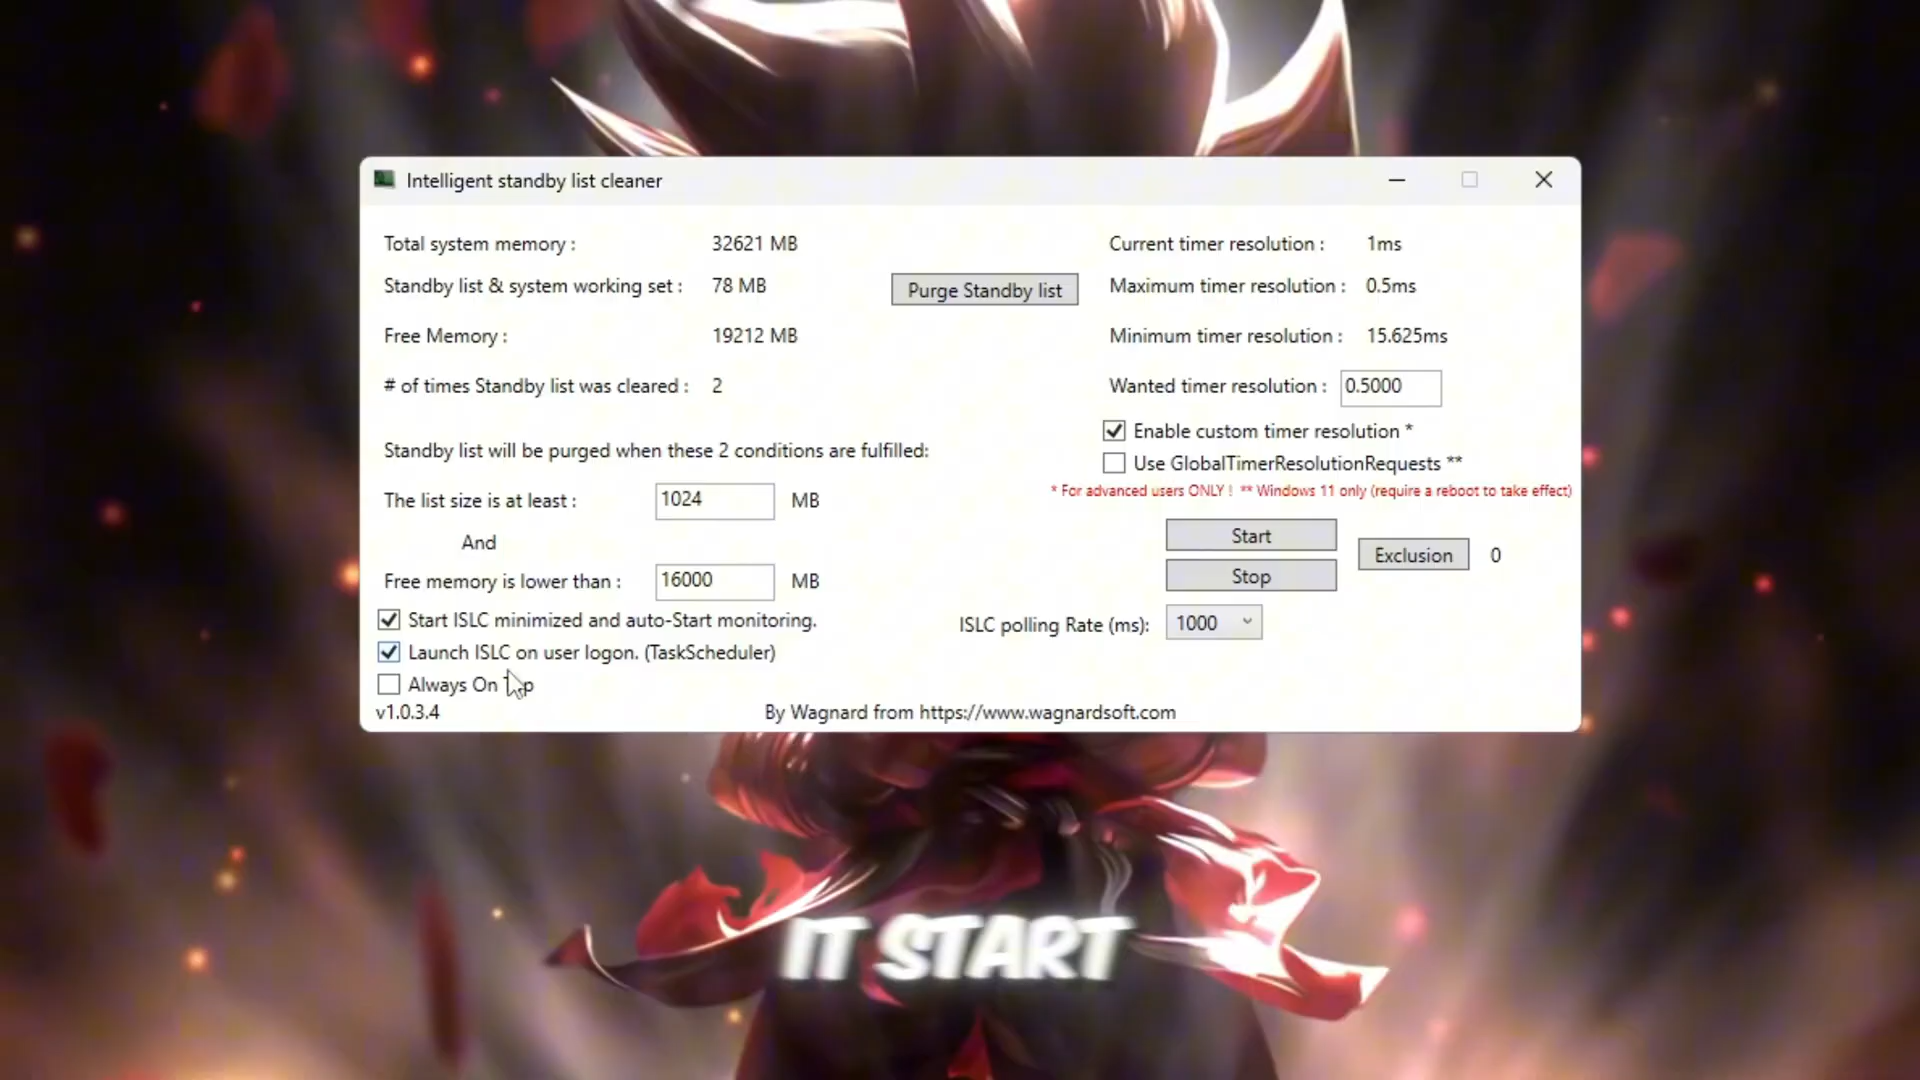 Intelligent standby list cleaner
Total system memory : 32621 MB
Standby list & system working set : 78 MB
Purge Standby list
Free Memory : 19212 MB
# of times Standby list was cleared : 2
Standby list will be purged when these 2 conditions are fulfilled:
The list size is at least : 1024 MB
And
Free memory is lower than : 16000 MB
Start ISLC minimized and auto-Start monitoring.
Launch ISLC on user logon. (TaskScheduler)
Always On
v1.0.3.4
Current timer resolution : 1ms
Maximum timer resolution : 0.5ms
Minimum timer resolution : 15.625ms
Wanted timer resolution : 0.5000
Enable custom timer resolution *
Use GlobalTimerResolutionRequests **
* For advanced users ONLY ! ** Windows 11 only (require a reboot to take effect)
Start
Stop
Exclusion 0
ISLC polling Rate (ms): 1000
By Wagnard from https://www.wagnardsoft.com
IT START